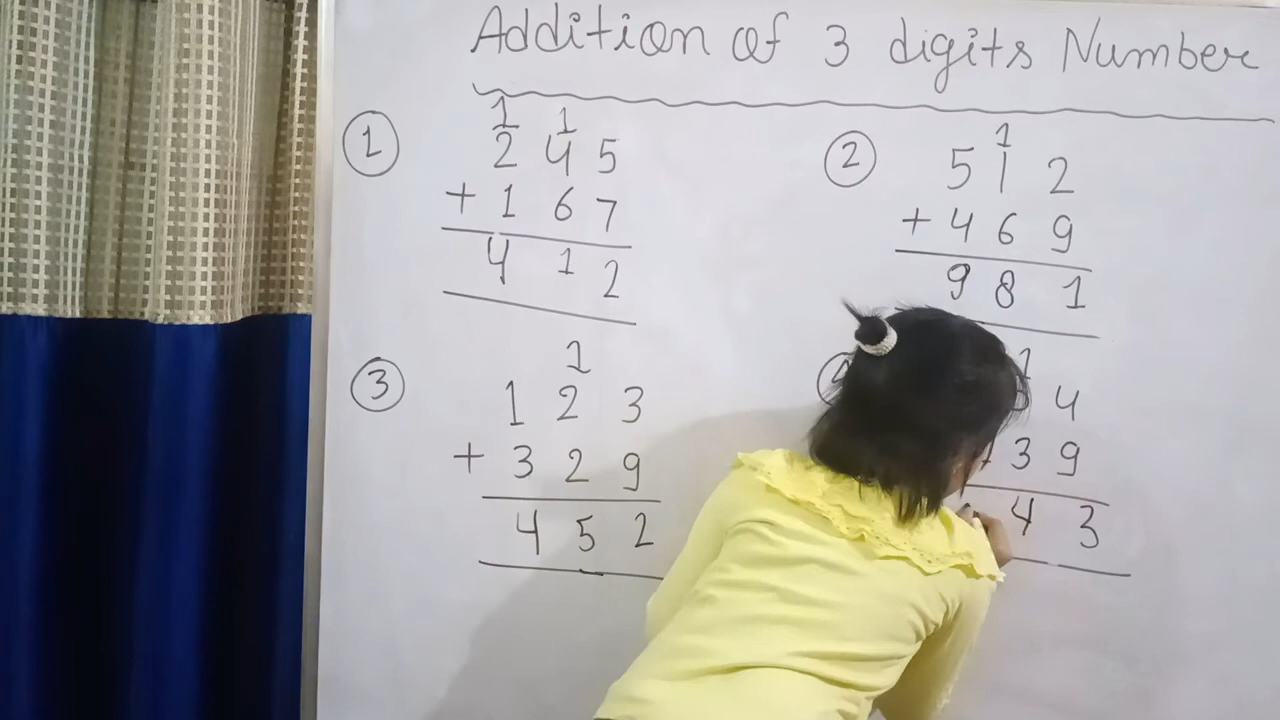 Addition of 3 digits Number
1
1 1
2 4 5
+ 1 6 7
4 1 2
2
1
5 1 2
+ 4 6 9
9 8 1
3
1
1 2 3
+ 3 2 9
4 5 2
1
4
3 9
4 3